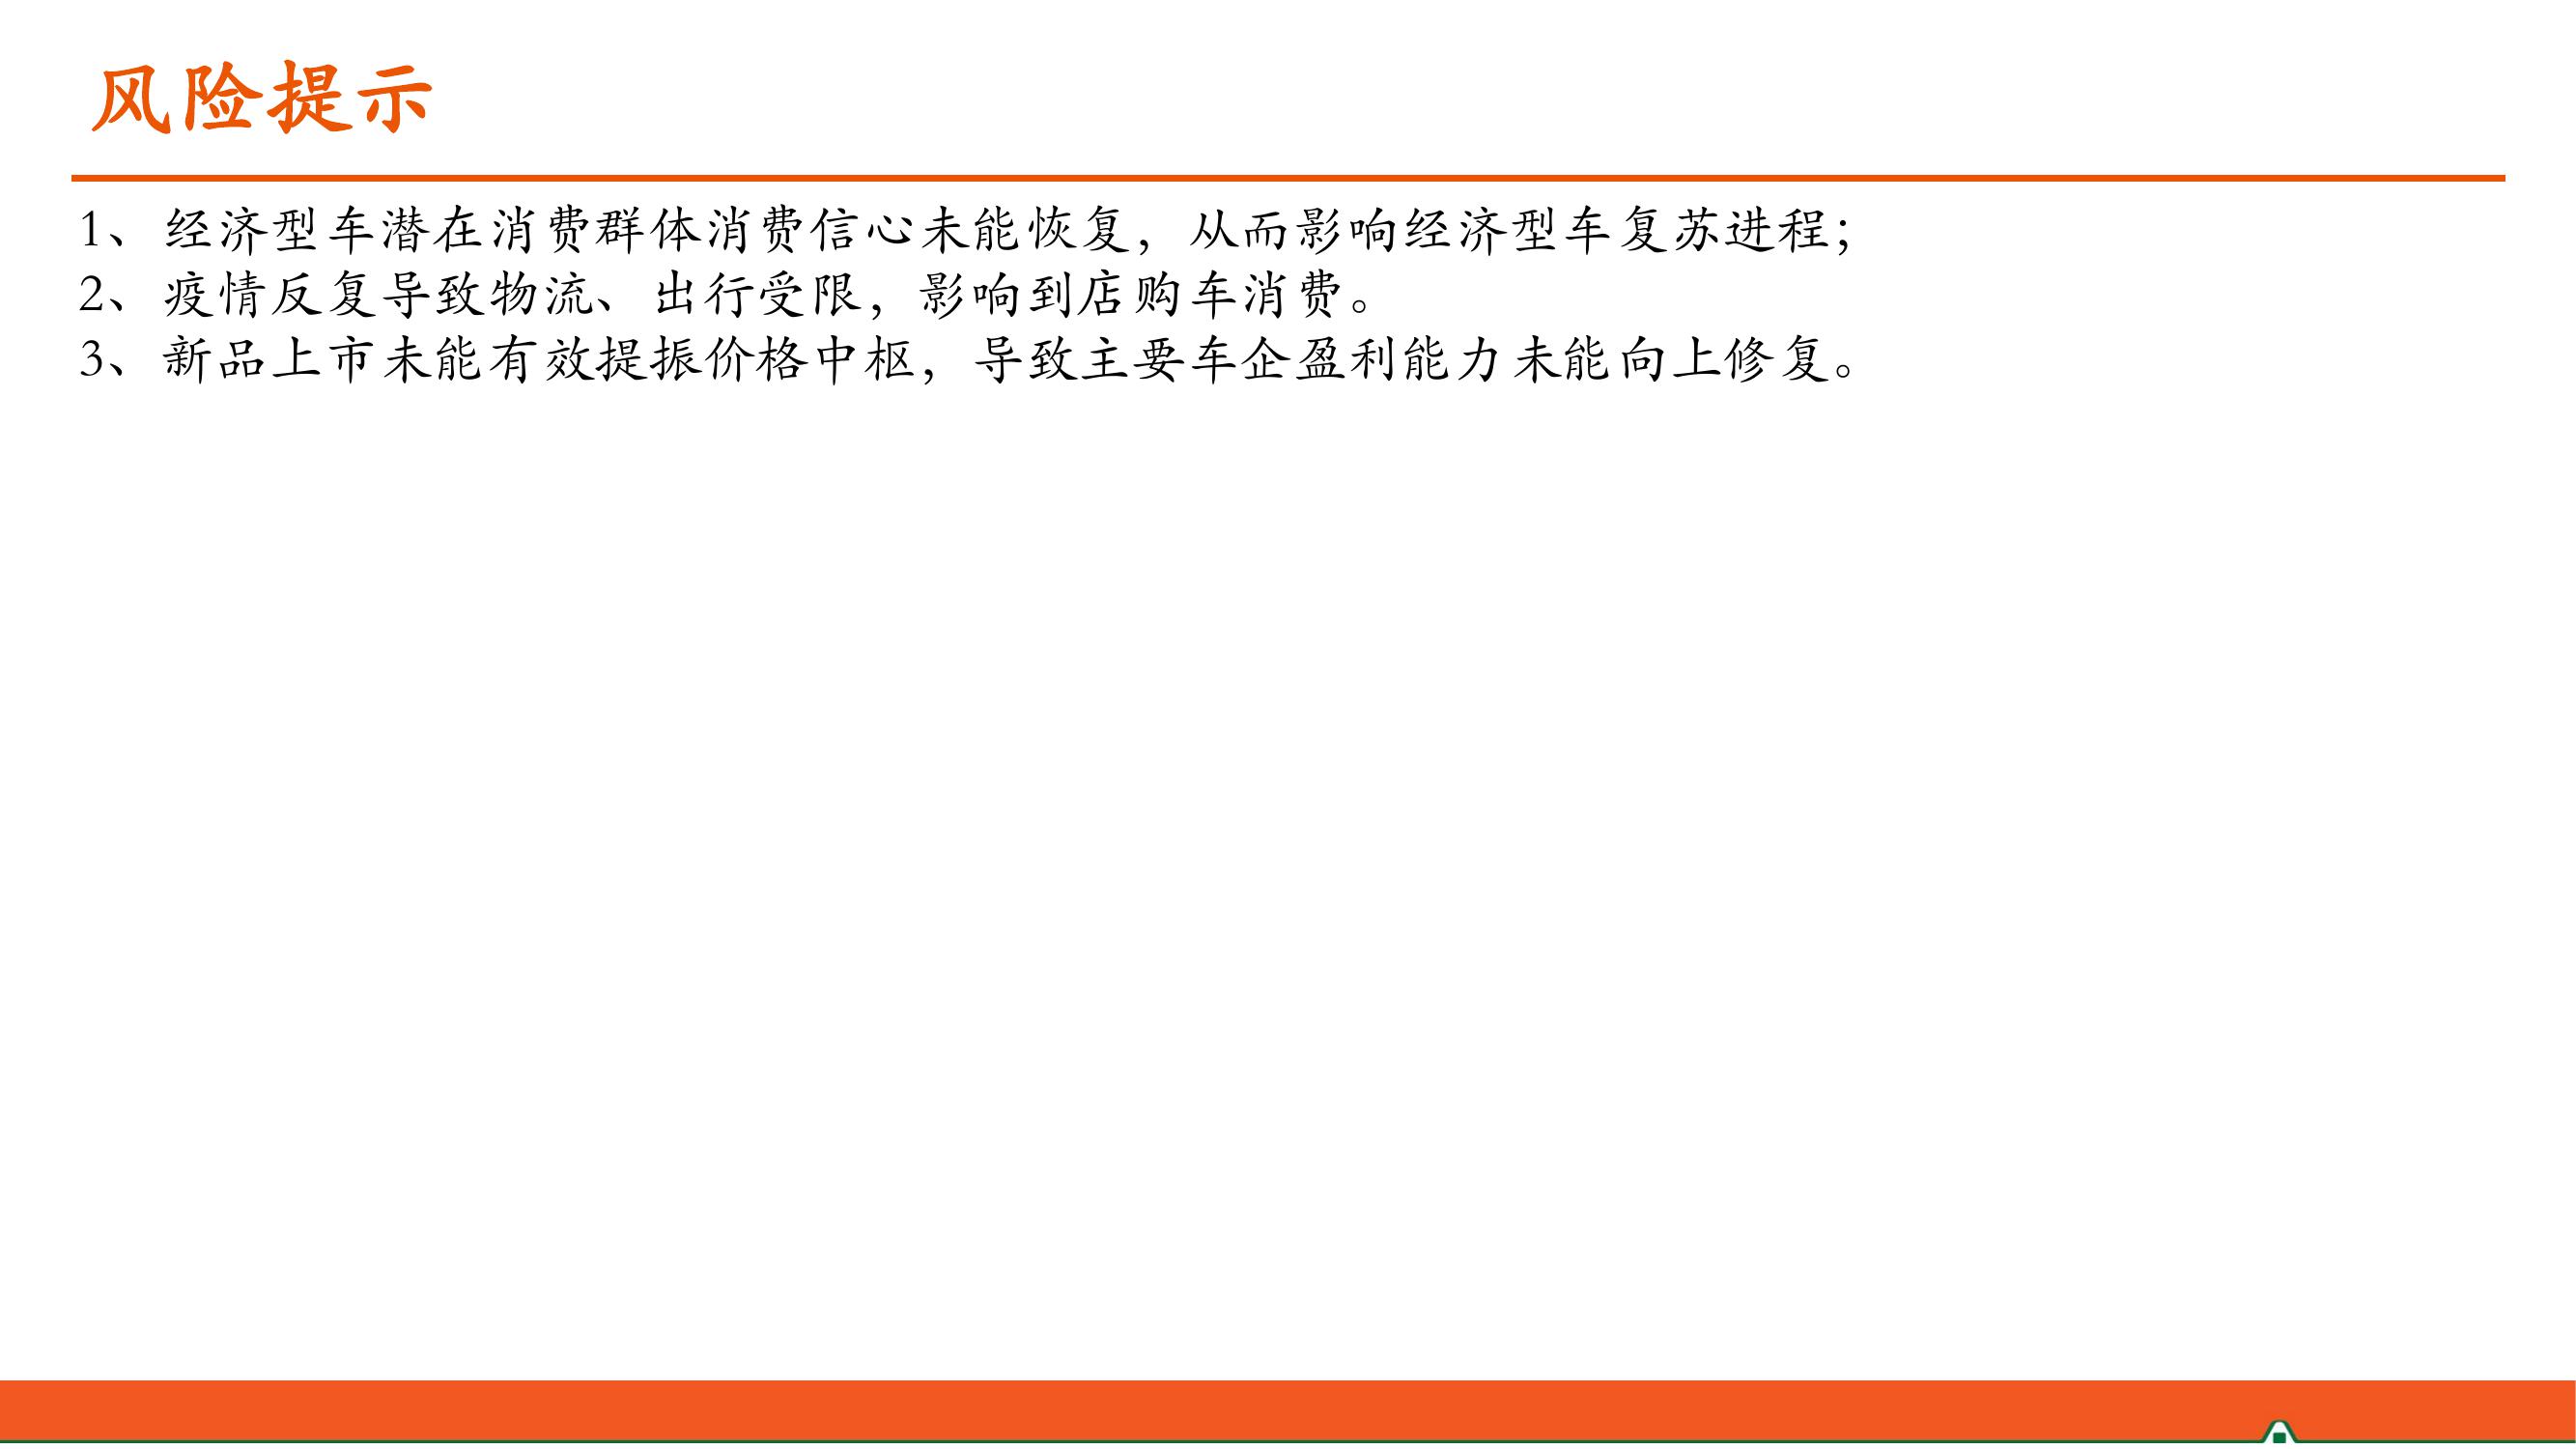 风险提示
1、 经济型车潜在消费群体消费信心未能恢复，从而影响经济型车复苏进程；
2、 疫情反复导致物流、出行受限，影响到店购车消费。
3、 新品上市未能有效提振价格中枢，导致主要车企盈利能力未能向上修复。